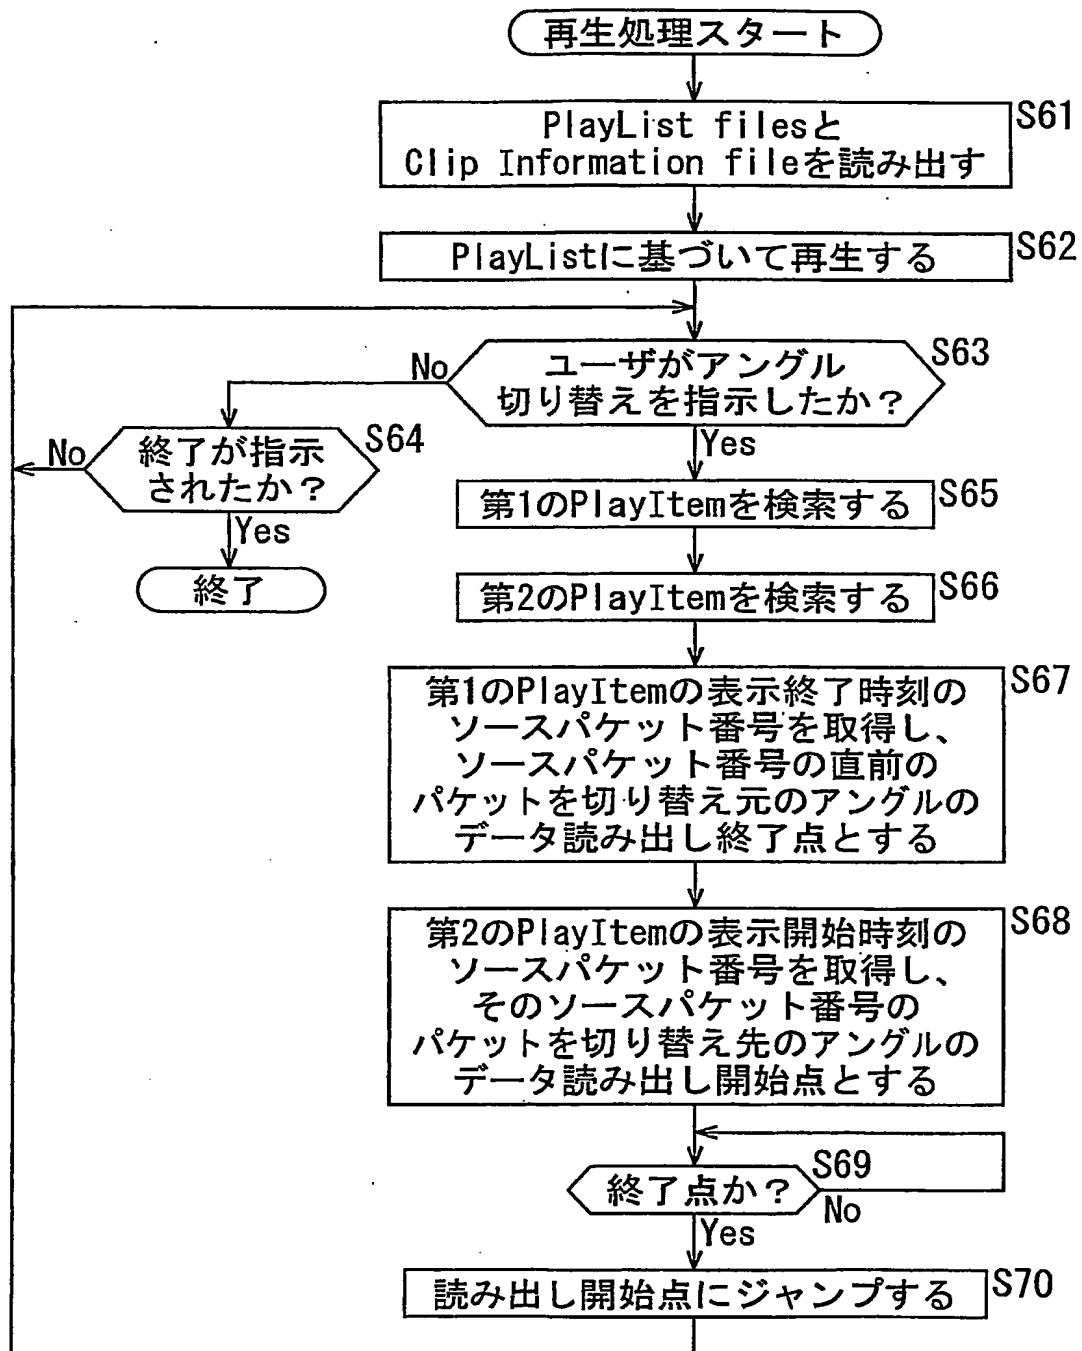 再生処理スタート
PlayList filesと
Clip Information fileを読み出す
S61
PlayListに基づいて再生する
S62
ユーザがアングル
切り替えを指示したか?
S63
No
Yes
終了が指示
されたか?
S64
No
Yes
終了
第1のPlayItemを検索する
S65
第2のPlayItemを検索する
S66
第1のPlayItemの表示終了時刻の
ソースパケット番号を取得し、
ソースパケット番号の直前の
パケットを切り替え元のアングルの
データ読み出し終了点とする
S67
第2のPlayItemの表示開始時刻の
ソースパケット番号を取得し、
そのソースパケット番号の
パケットを切り替え先のアングルの
データ読み出し開始点とする
S68
終了点か?
S69
No
Yes
読み出し開始点にジャンプする
S70